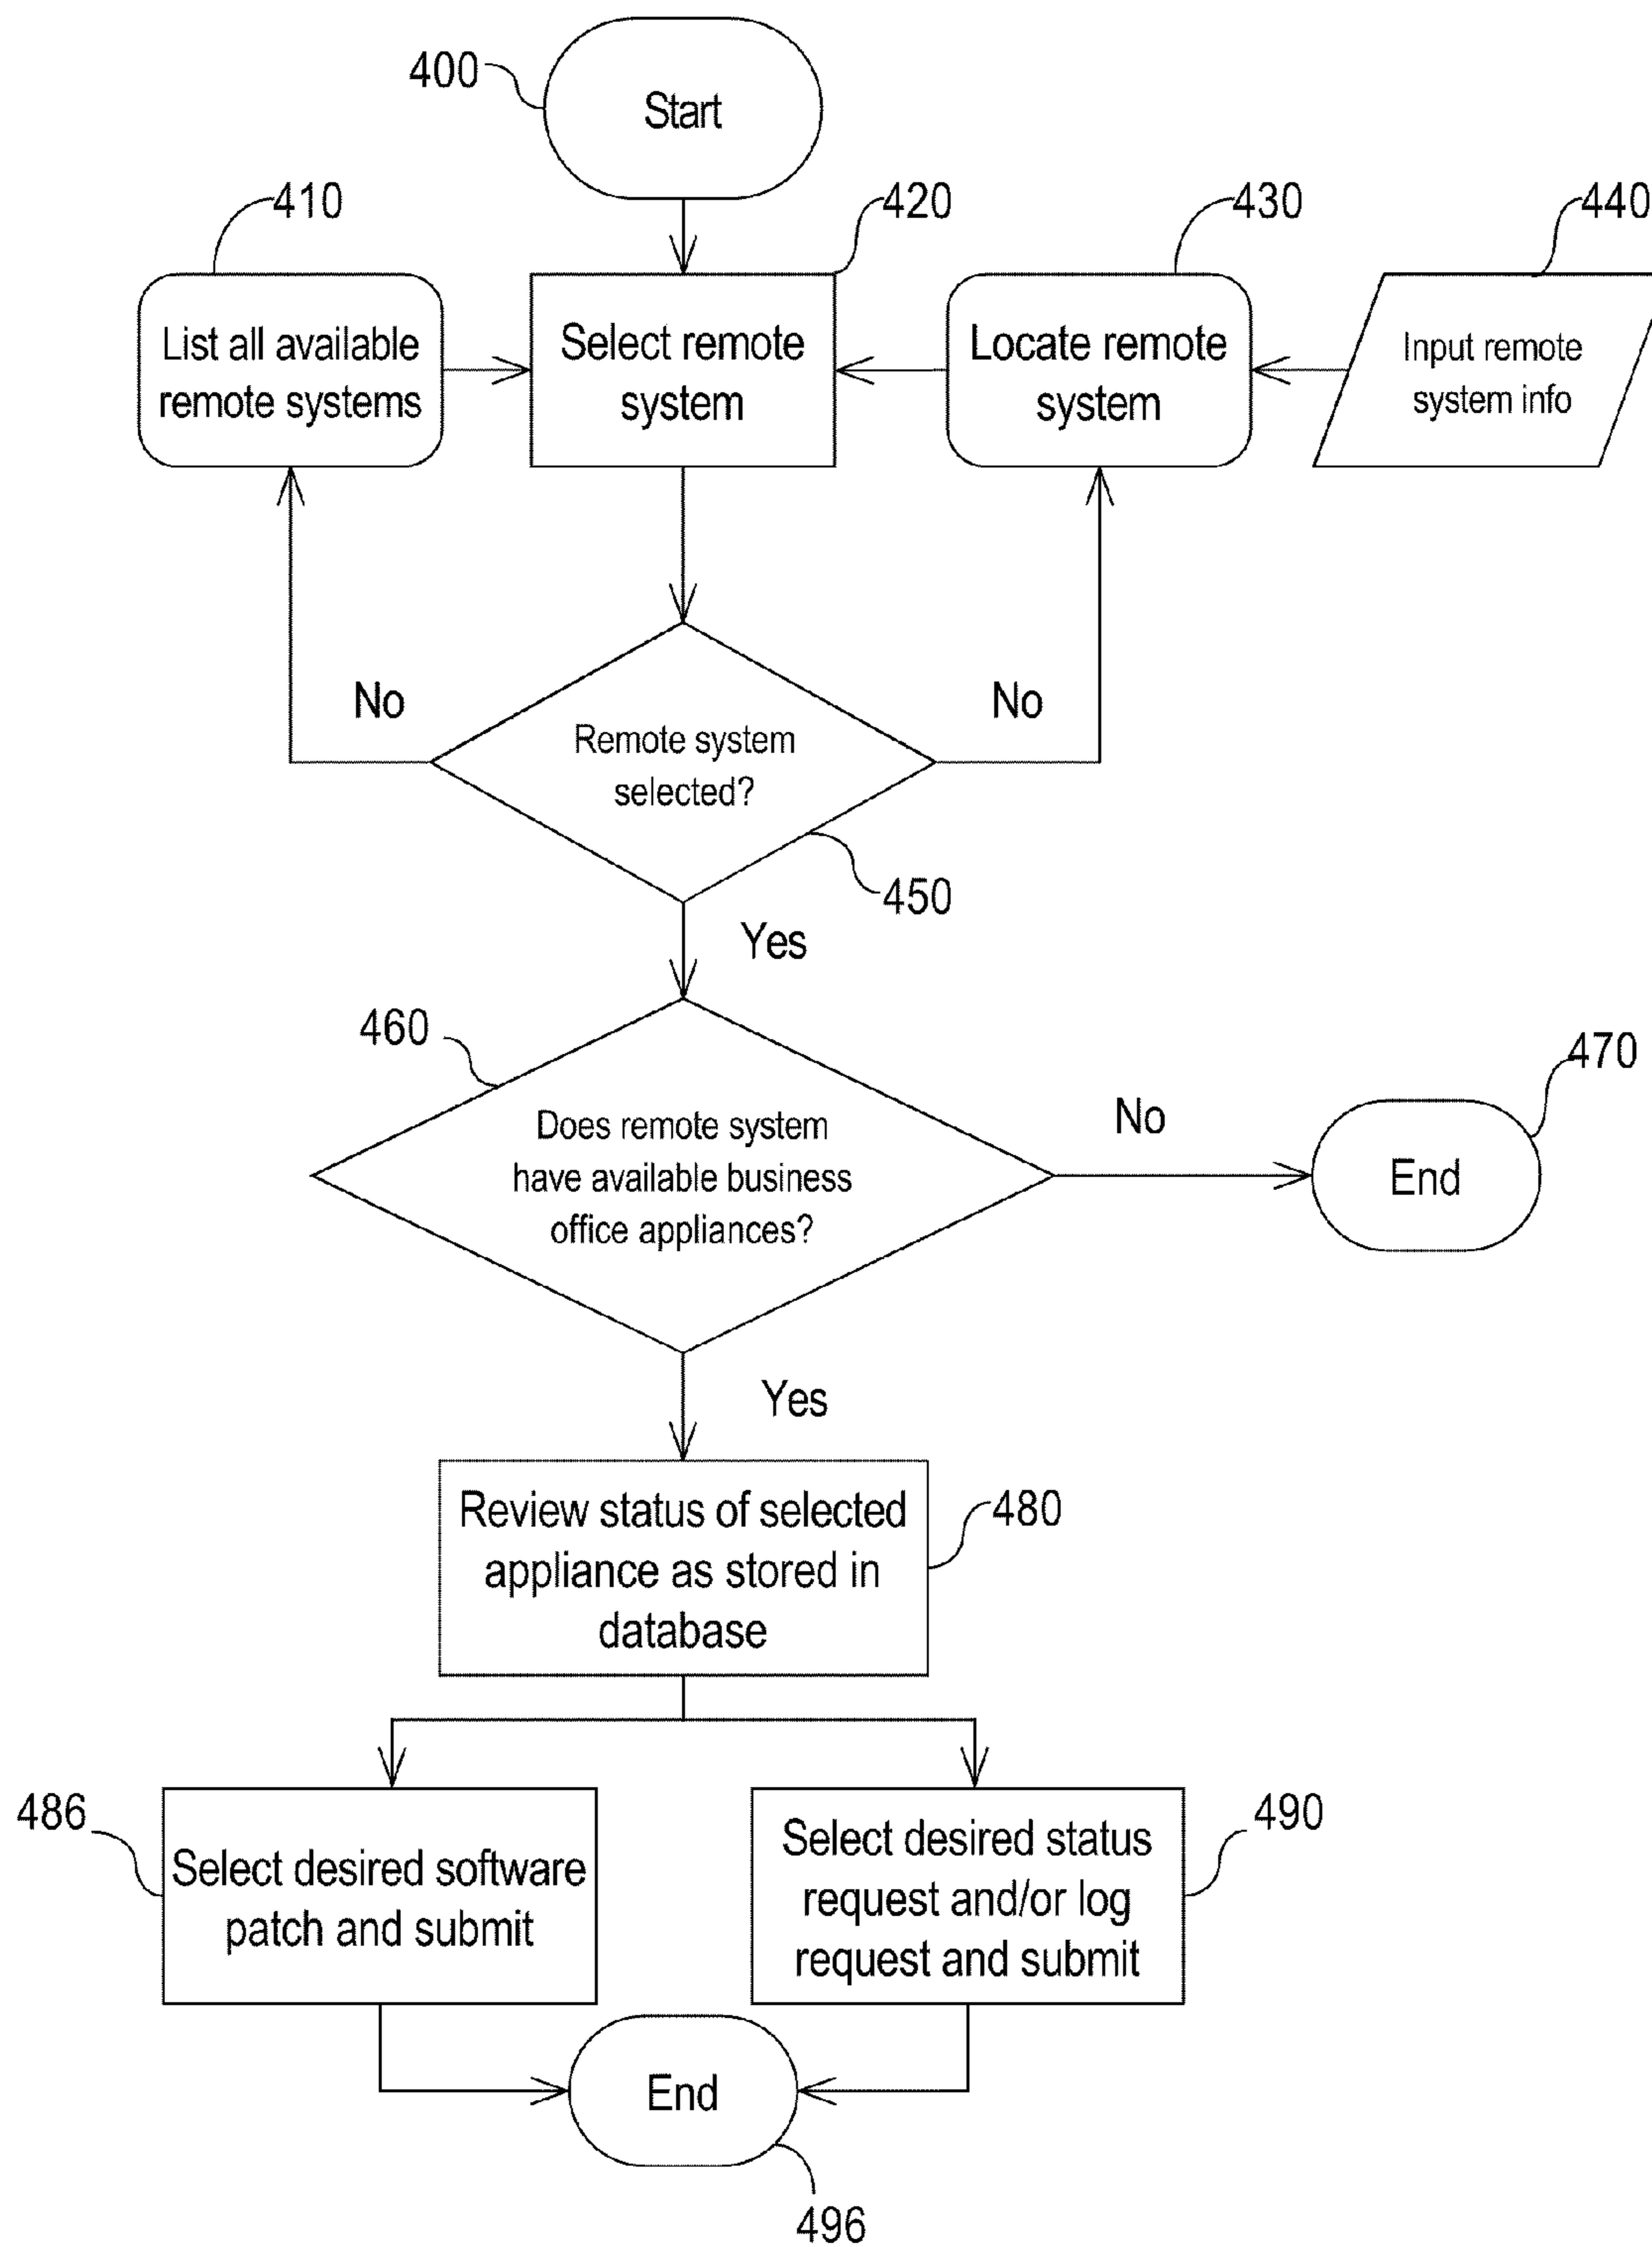 400
Start
410
420
430
440
List all available
remote systems
Select remote
system
Locate remote
system
Input remote
system info
No
No
Remote system
selected?
450
Yes
460
470
Does remote system
have available business
office appliances?
No
End
Yes
Review status of selected
appliance as stored in
database
480
486
490
Select desired software
patch and submit
Select desired status
request and/or log
request and submit
End
496